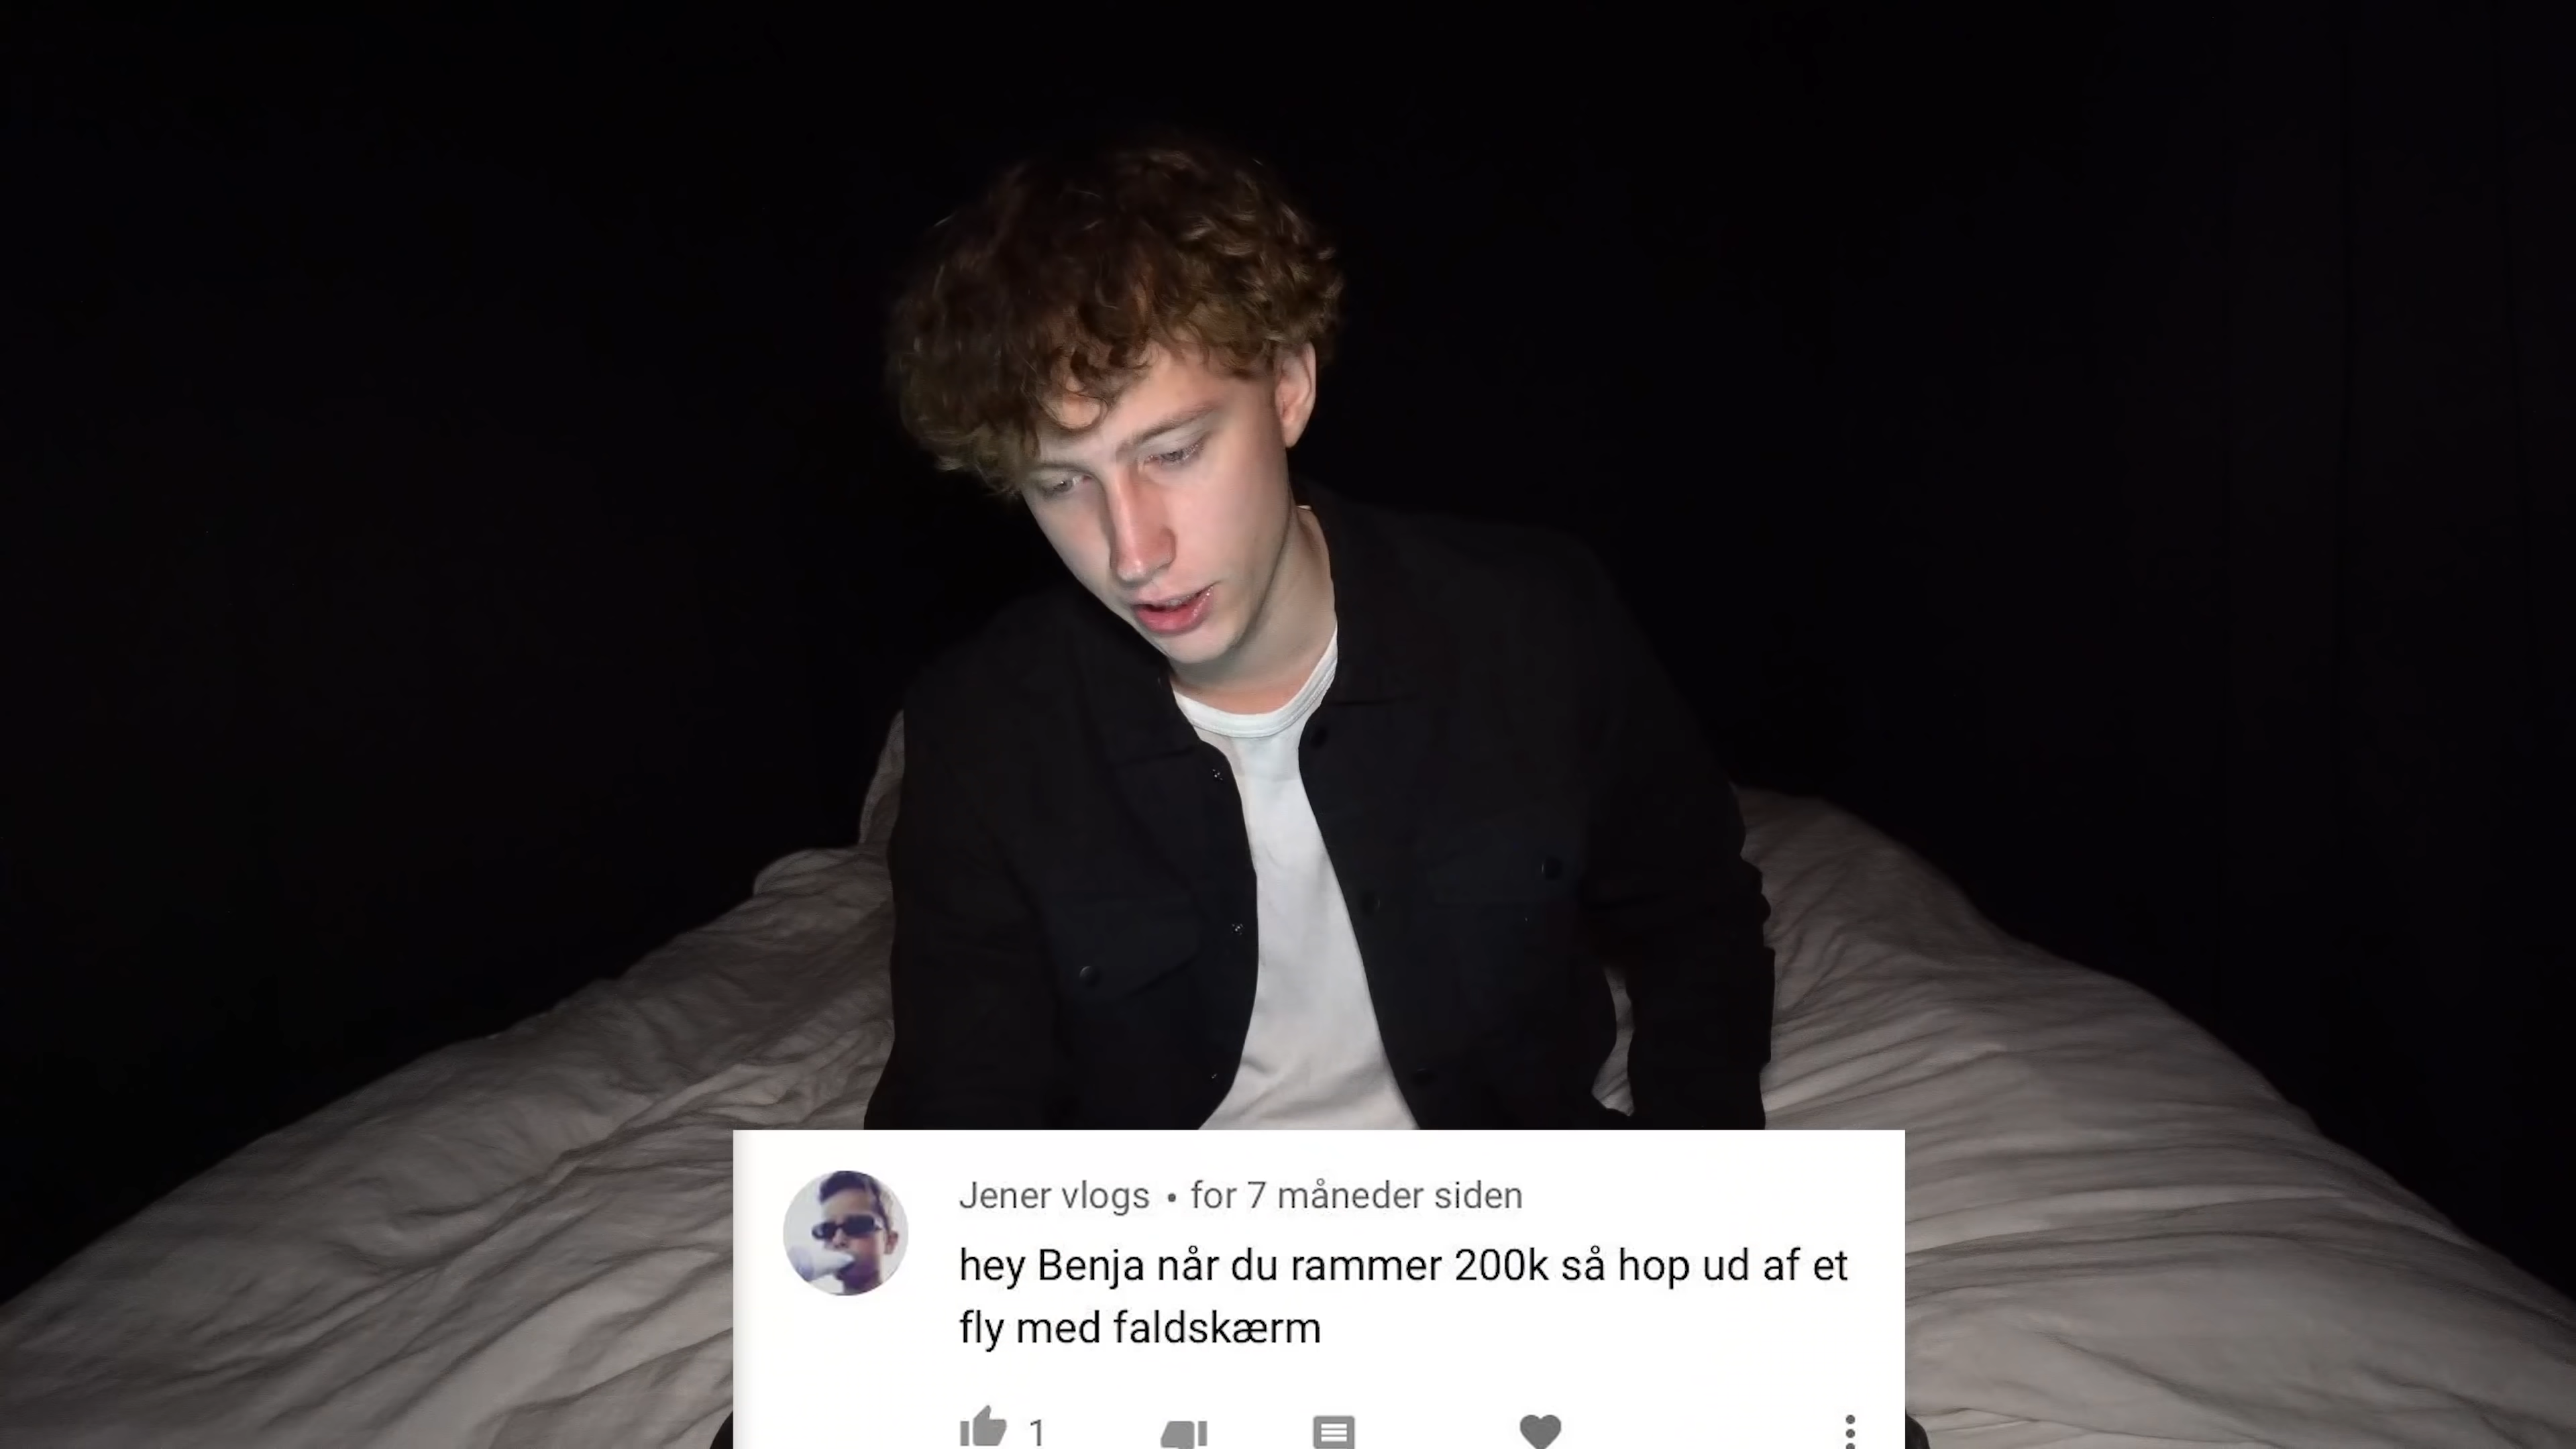 Jener vlogs • for 7 måneder siden
hey Benja når du rammer 200k så hop ud af et
fly med faldskærm
1